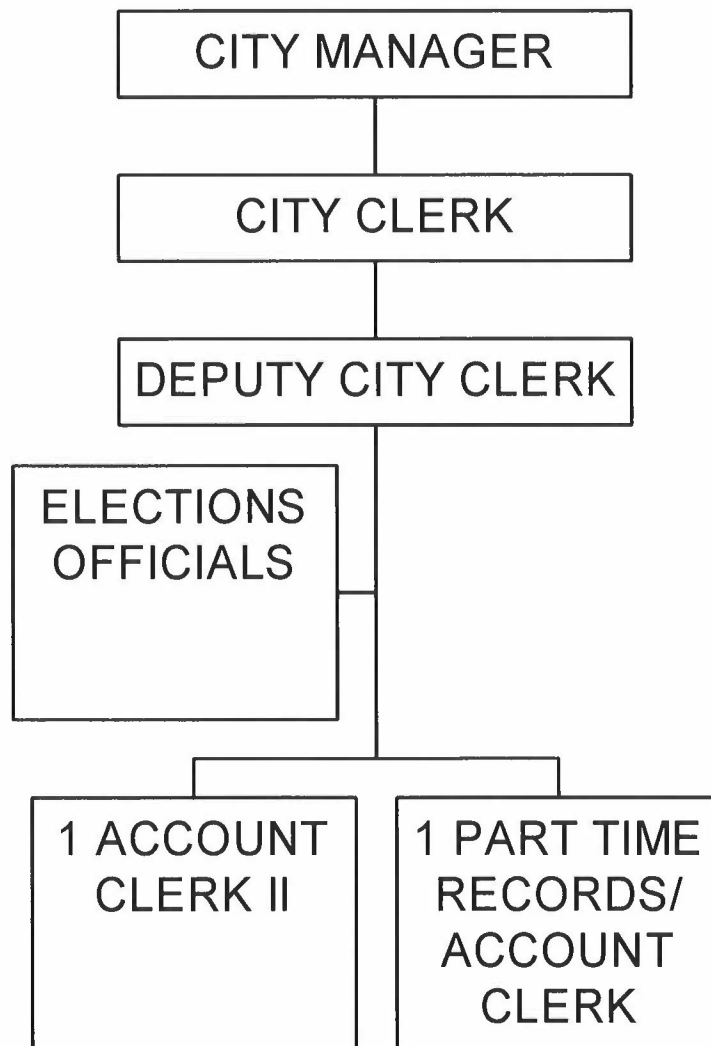 CITY MANAGER
CITY CLERK
DEPUTY CITY CLERK
ELECTIONS
OFFICIALS
1 ACCOUNT
CLERK II
1 PART TIME
RECORDS/
ACCOUNT
CLERK